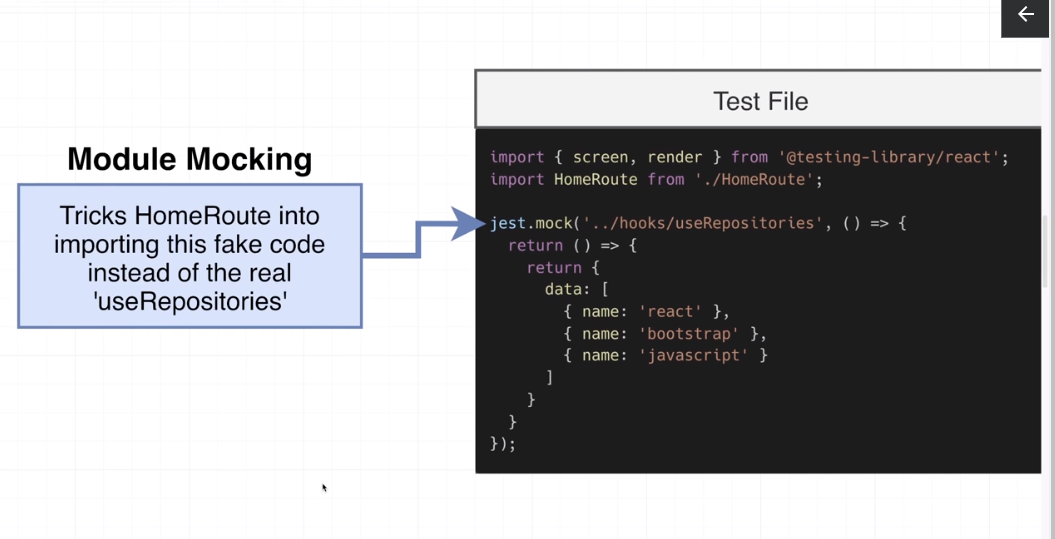 Module Mocking
Tricks HomeRoute into
importing this fake code
instead of the real
'useRepositories'
Test File
import { screen, render } from '@testing-library/react';
import HomeRoute from './HomeRoute';
jest.mock('../hooks/useRepositories', () => {
return () => {
return {
data: [
{ name: 'react' },
{ name: 'bootstrap' },
{ name: 'javascript' }
]
}
}
});